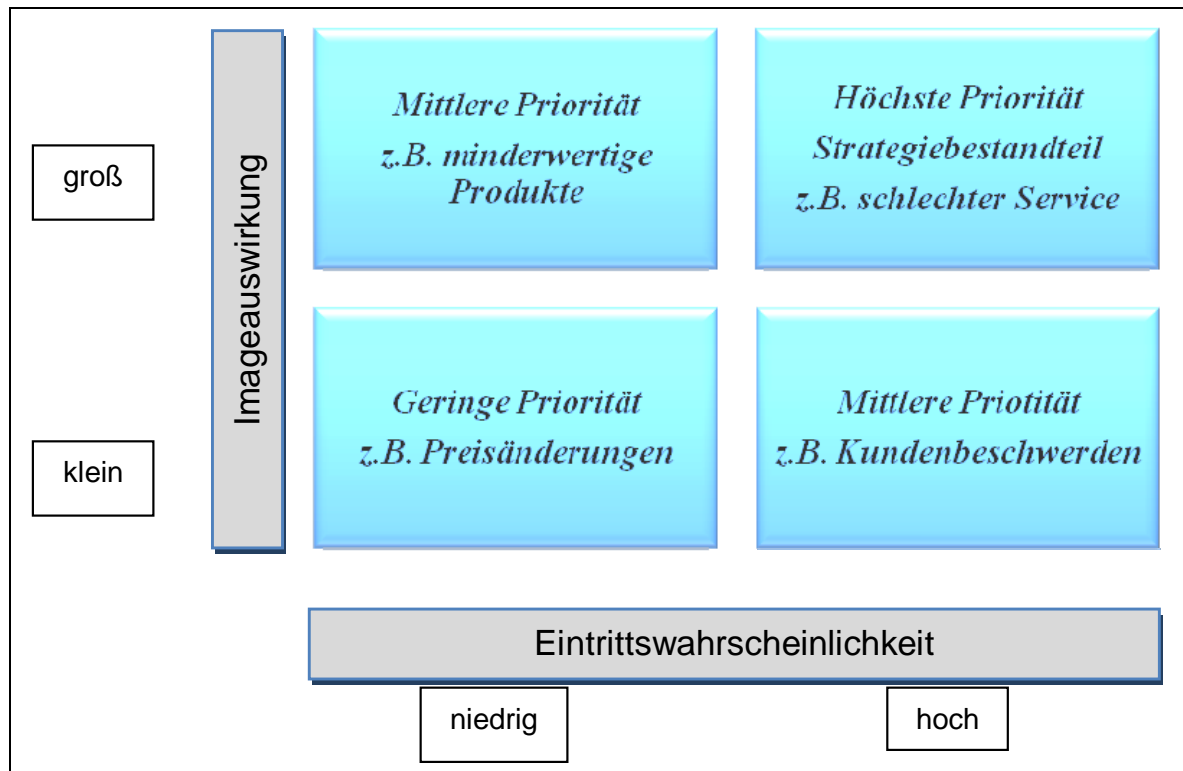 groß
Imageauswirkung
Mittlere Priorität
z.B. minderwertige
Produkte
Höchste Priorität
Strategiebestandteil
z.B. schlechter Service
klein
Geringe Priorität
z.B. Preisänderungen
Mittlere Priotität
z.B. Kundenbeschwerden
Eintrittswahrscheinlichkeit
niedrig
hoch